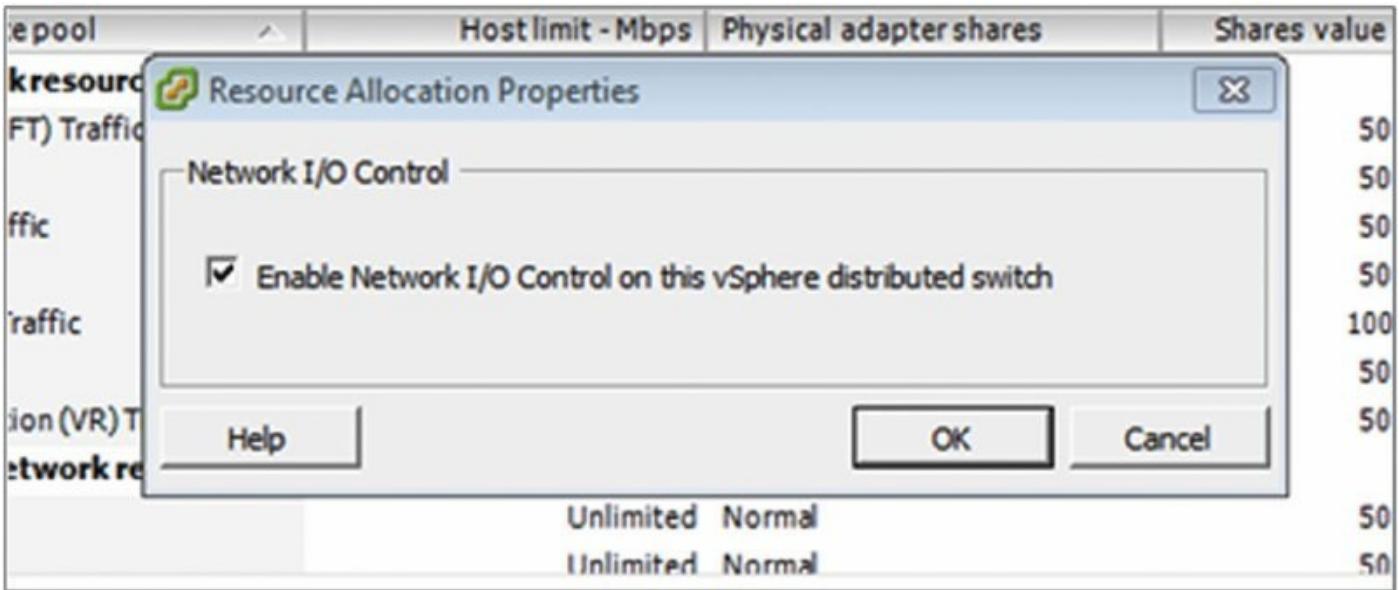 e pool Host limit - Mbps Physical adapter shares Shares value
k resourc
Resource Allocation Properties
FT) Traffic 50
Network I/O Control
50
ffic 50
Enable Network I/O Control on this vSphere distributed switch
50
raffic 100
50
ion (VR) T 50
Help OK Cancel
etwork re
Unlimited Normal 50
Unlimited Normal 50